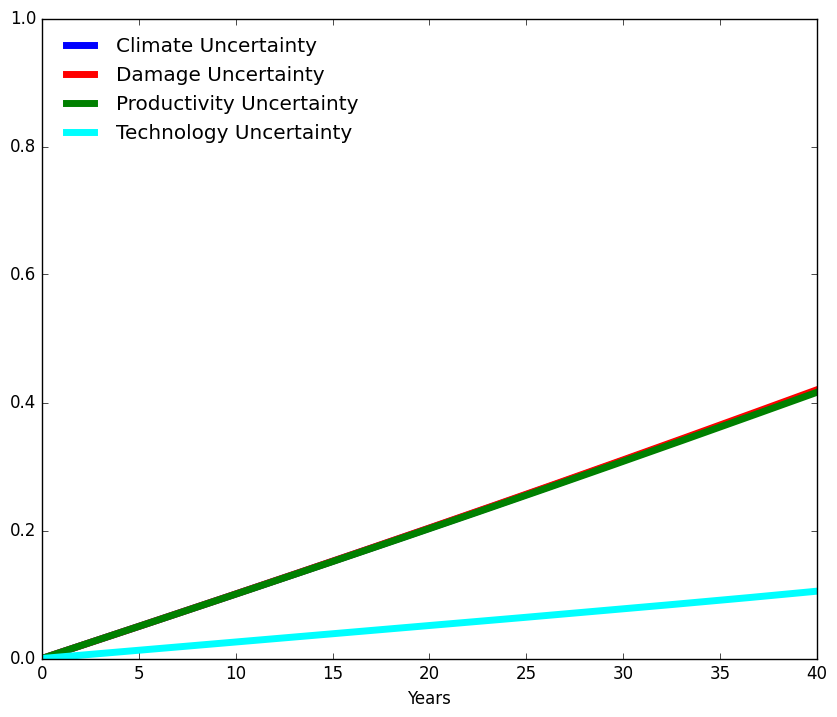 1.0
Climate Uncertainty
Damage Uncertainty
Productivity Uncertainty
Technology Uncertainty
0.8
0.6
0.4
0.2
0.0
0 5 10 15 20 25 30 35 40
Years